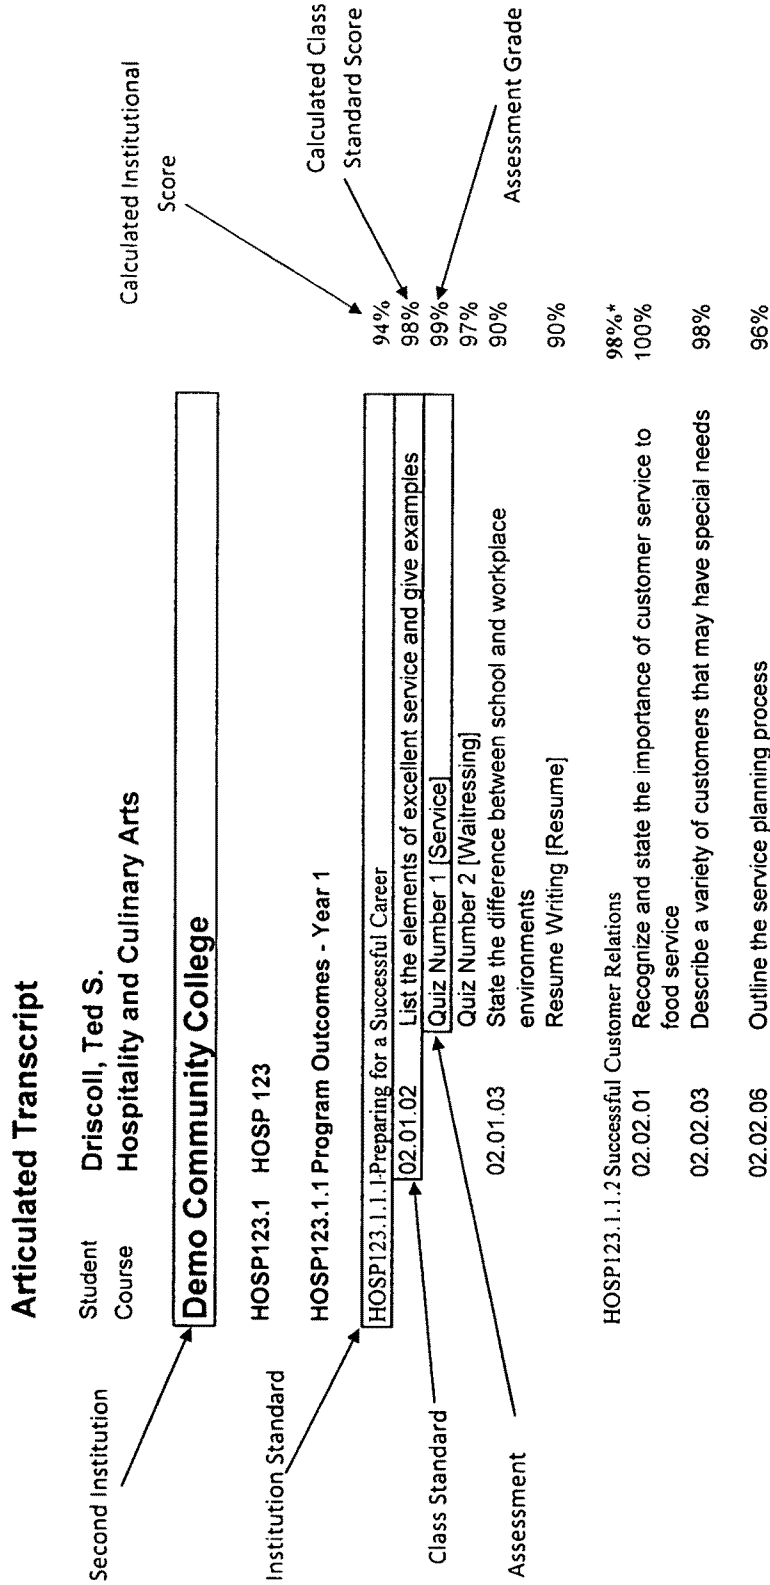 Articulated Transcript
Student Driscoll, Ted S.
Course Hospitality and Culinary Arts
Second Institution
Demo Community College
HOSP123.1 HOSP 123
HOSP123.1.1 Program Outcomes - Year 1
Calculated Institutional
Score
Institution Standard
HOSP123.1.1.1-Preparing for a Successful Career 94%
Calculated Class
Standard Score
Class Standard
02.01.02 List the elements of excellent service and give examples 98%
Assessment
Quiz Number 1 [Service] 99%
Assessment Grade
Quiz Number 2 [Waitressing] 97%
02.01.03 State the difference between school and workplace 90%
environments
Resume Writing [Resume] 90%
HOSP123.1.1.2 Successful Customer Relations 98%*
02.02.01 Recognize and state the importance of customer service to 100%
food service
02.02.03 Describe a variety of customers that may have special needs 98%
02.02.06 Outline the service planning process 96%